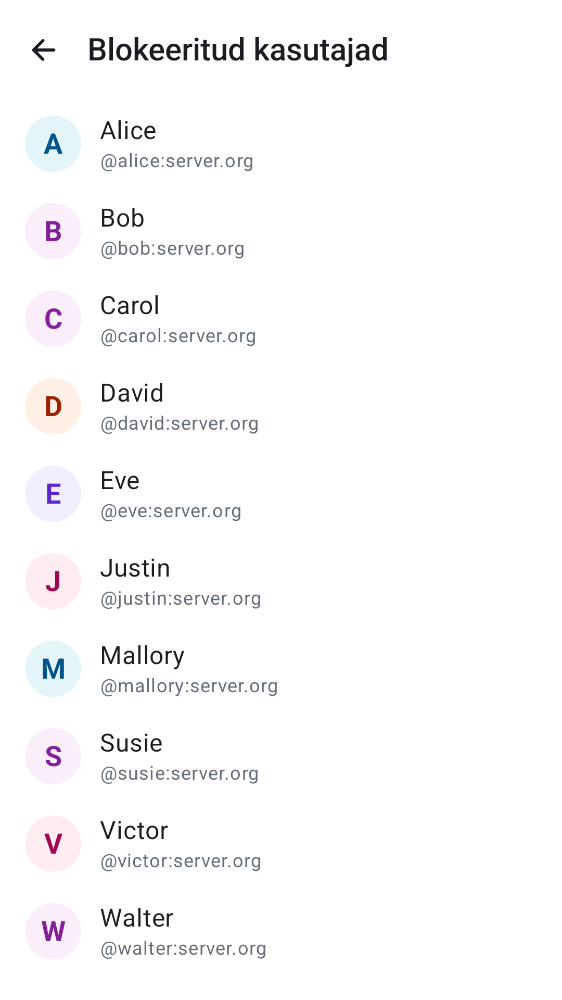 Blokeeritud kasutajad
A
Alice
@alice:server.org
B
Bob
@bob:server.org
C
Carol
@carol:server.org
D
David
@david:server.org
E
Eve
@eve:server.org
J
Justin
@justin:server.org
M
Mallory
@mallory:server.org
S
Susie
@susie:server.org
V
Victor
@victor:server.org
W
Walter
@walter:server.org